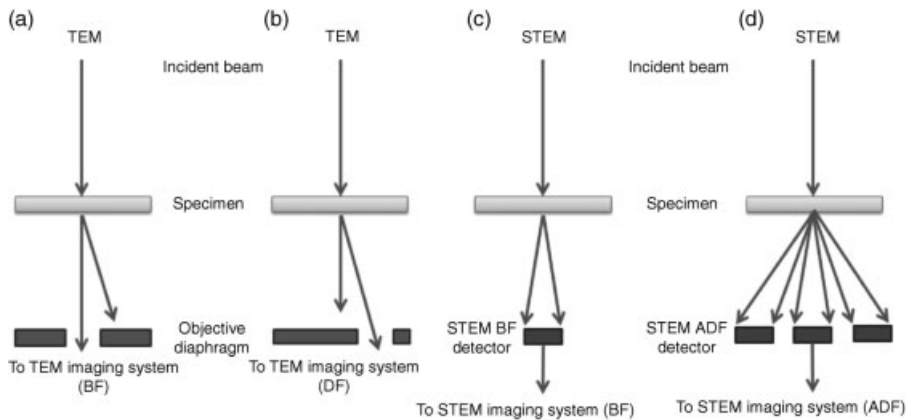 (a)
TEM
(b)
TEM
(c)
STEM
(d)
STEM
Incident beam
Incident beam
Specimen
Specimen
Objective
diaphragm
STEM BF
detector
STEM ADF
detector
To TEM imaging system
(BF)
To TEM imaging system
(DF)
To STEM imaging system (BF)
To STEM imaging system (ADF)